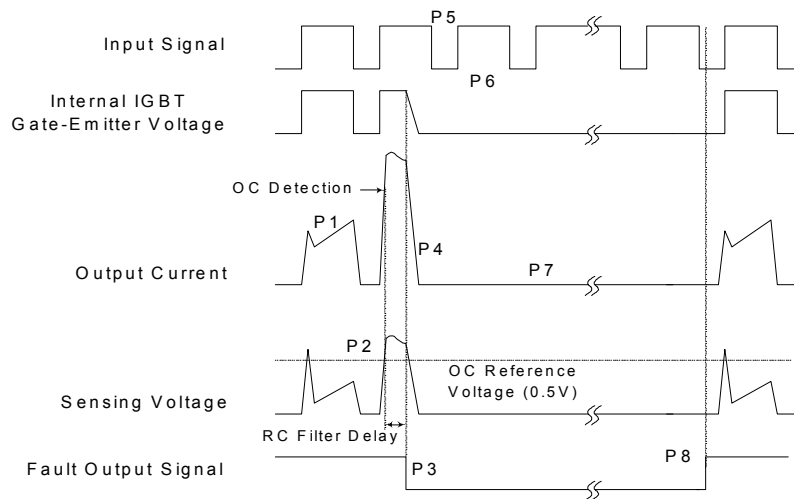 P5
Input Signal
P6
Internal IGBT
Gate-Emitter Voltage
OC Detection
P1
P4
P7
Output Current
P2
OC Reference
Voltage (0.5V)
Sensing Voltage
RC Filter Delay
P3
P8
Fault Output Signal